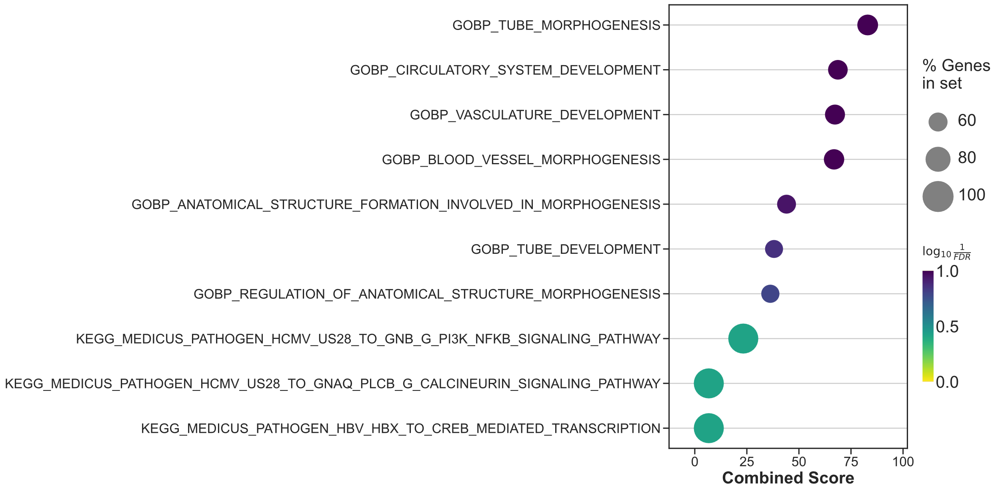 GOBP_TUBE_MORPHOGENESIS
GOBP_CIRCULATORY_SYSTEM_DEVELOPMENT
GOBP_VASCULATURE_DEVELOPMENT
GOBP_BLOOD_VESSEL_MORPHOGENESIS
GOBP_ANATOMICAL_STRUCTURE_FORMATION_INVOLVED_IN_MORPHOGENESIS
GOBP_TUBE_DEVELOPMENT
GOBP_REGULATION_OF_ANATOMICAL_STRUCTURE_MORPHOGENESIS
KEGG_MEDICUS_PATHOGEN_HCMV_US28_TO_GNB_G_PI3K_NFKB_SIGNALING_PATHWAY
KEGG_MEDICUS_PATHOGEN_HCMV_US28_TO_GNAQ_PLCB_G_CALCINEURIN_SIGNALING_PATHWAY
KEGG_MEDICUS_PATHOGEN_HBV_HBX_TO_CREB_MEDIATED_TRANSCRIPTION
0 25 50 75 100
Combined Score
% Genes
in set
60
80
100
log10 1/FDR
1.0
0.5
0.0